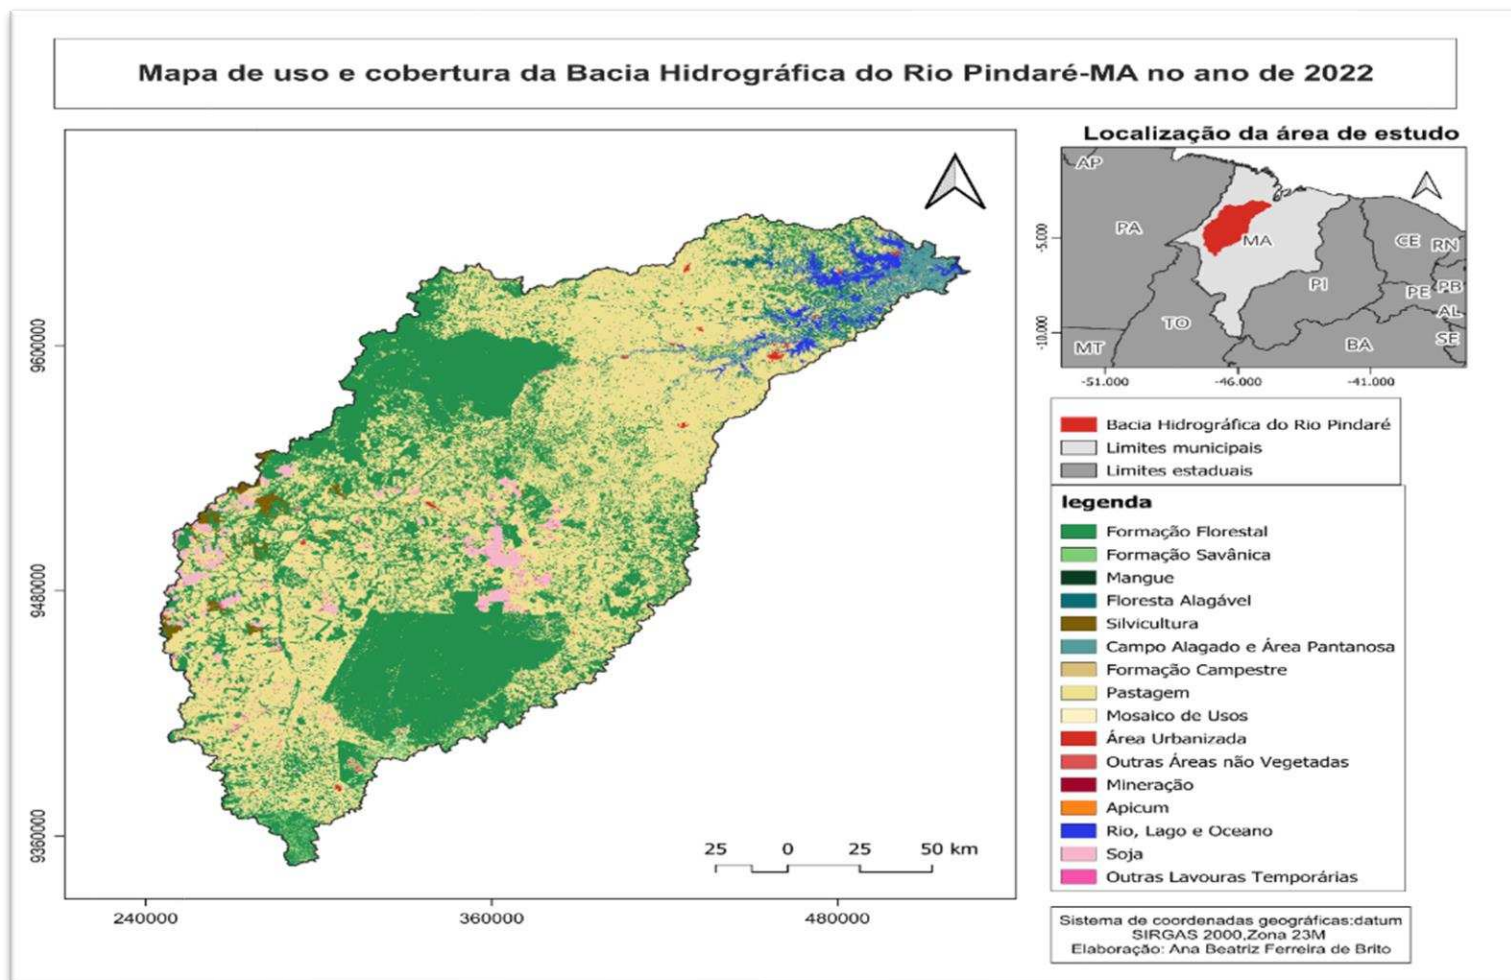 Mapa de uso e cobertura da Bacia Hidrográfica do Rio Pindaré-MA no ano de 2022
Localização da área de estudo
AP
PA
MA
CE
RN
PI
PE
PB
AL
TO
SE
MT
BA
-5.000
-10.000
-51.000
-46.000
-41.000
Bacia Hidrográfica do Rio Pindaré
Limites municipais
Limites estaduais
legenda
Formação Florestal
Formação Savânica
Mangue
Floresta Alagável
Silvicultura
Campo Alagado e Área Pantanosa
Formação Campestre
Pastagem
Mosaico de Usos
Área Urbanizada
Outras Áreas não Vegetadas
Mineração
Apicum
Rio, Lago e Oceano
Soja
Outras Lavouras Temporárias
9600000
9480000
9360000
25 0 25 50 km
240000 360000 480000
Sistema de coordenadas geográficas:datum
SIRGAS 2000,Zona 23M
Elaboração: Ana Beatriz Ferreira de Brito